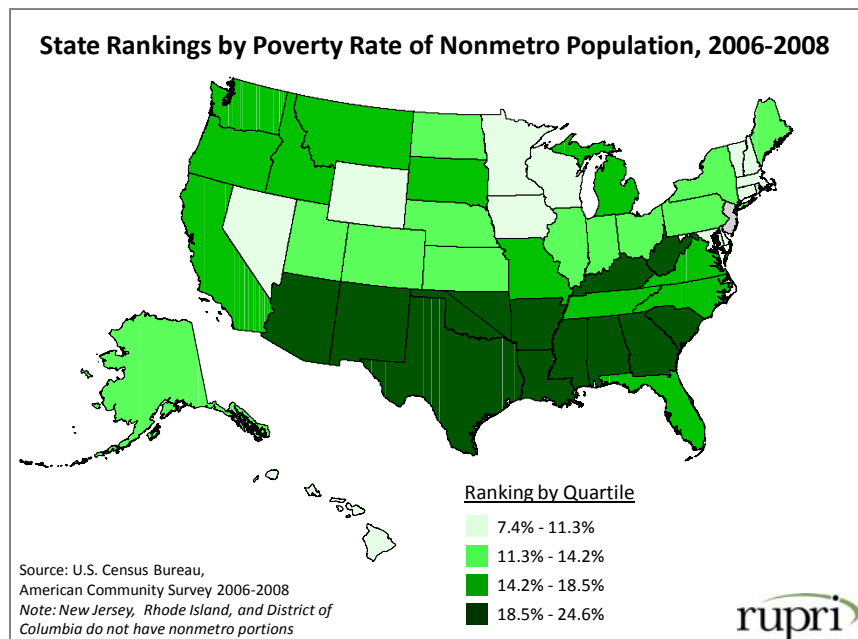 State Rankings by Poverty Rate of Nonmetro Population, 2006-2008
Ranking by Quartile
7.4% - 11.3%
11.3% - 14.2%
14.2% - 18.5%
18.5% - 24.6%
Source: U.S. Census Bureau,
American Community Survey 2006-2008
Note: New Jersey, Rhode Island, and District of
Columbia do not have nonmetro portions
rupri